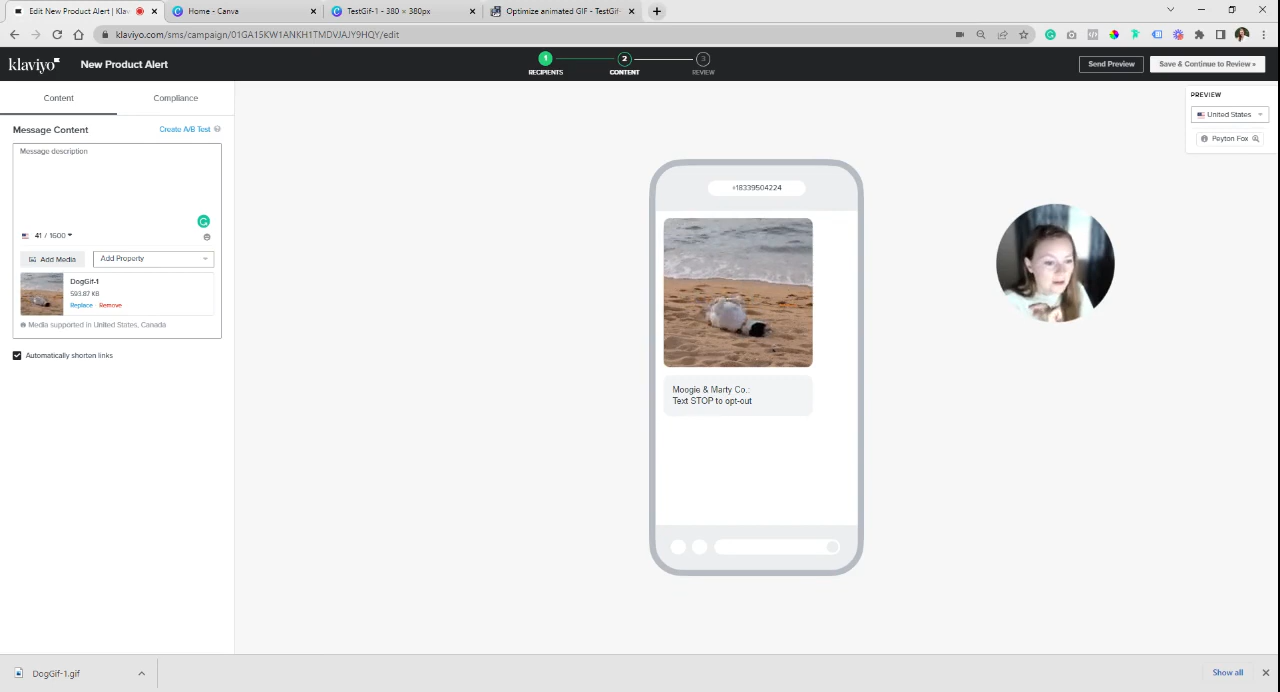 Edit New Product Alert | Klav
Home - Canva
TestGif-1 - 380 × 380px
Optimize animated GIF - TestGif-
klaviyo.com/sms/campaign/01GA15KW1ANKH1TMDVJAJY9HQY/edit
klaviyo
New Product Alert
1
2
3
RECIPIENTS
CONTENT
REVIEW
Send Preview
Save & Continue to Review »
Content
Compliance
PREVIEW
United States
Peyton Fox
Message Content
Create A/B Test
Message description
41 / 1600
Add Media
Add Property
DogGif-1
593.87 KB
Replace
Remove
Media supported in United States, Canada
Automatically shorten links
+18339504224
Moogie & Marty Co.:
Text STOP to opt-out
DogGif-1.gif
Show all